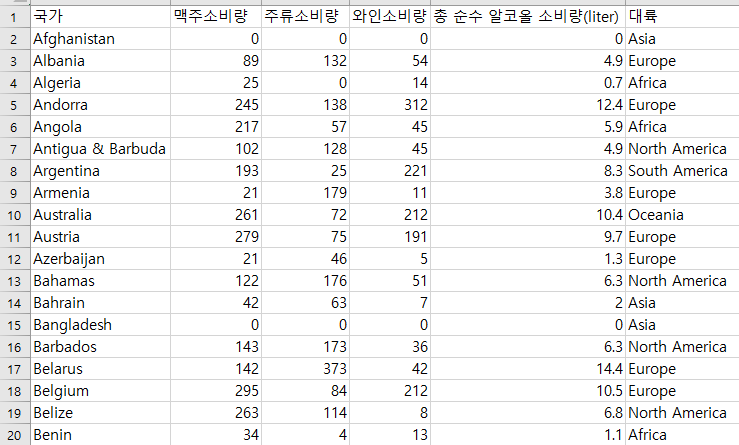 1 국가 맥주소비량 주류소비량 와인소비량 총 순수 알코올 소비량(liter) 대륙
2 Afghanistan 0 0 0 0 Asia
3 Albania 89 132 54 4.9 Europe
4 Algeria 25 0 14 0.7 Africa
5 Andorra 245 138 312 12.4 Europe
6 Angola 217 57 45 5.9 Africa
7 Antigua & Barbuda 102 128 45 4.9 North America
8 Argentina 193 25 221 8.3 South America
9 Armenia 21 179 11 3.8 Europe
10 Australia 261 72 212 10.4 Oceania
11 Austria 279 75 191 9.7 Europe
12 Azerbaijan 21 46 5 1.3 Europe
13 Bahamas 122 176 51 6.3 North America
14 Bahrain 42 63 7 2 Asia
15 Bangladesh 0 0 0 0 Asia
16 Barbados 143 173 36 6.3 North America
17 Belarus 142 373 42 14.4 Europe
18 Belgium 295 84 212 10.5 Europe
19 Belize 263 114 8 6.8 North America
20 Benin 34 4 13 1.1 Africa